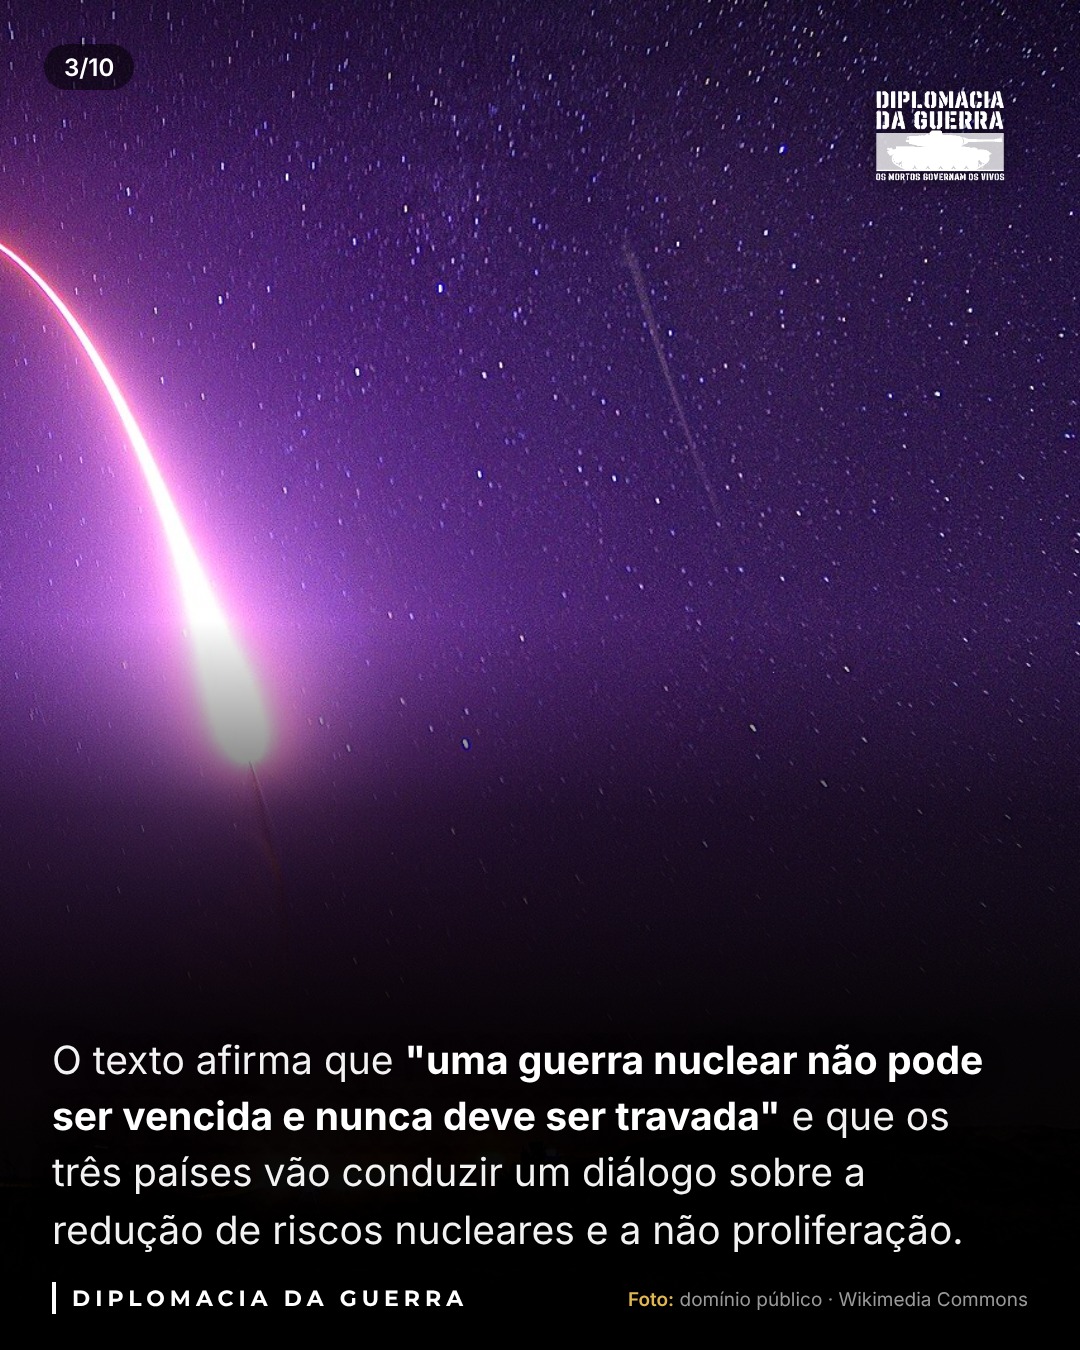 3/10
DIPLOMACIA
DA GUERRA
OS MORTOS GOVERNAM OS VIVOS
O texto afirma que "uma guerra nuclear não pode
ser vencida e nunca deve ser travada" e que os
três países vão conduzir um diálogo sobre a
redução de riscos nucleares e a não proliferação.
DIPLOMACIA DA GUERRA
Foto: domínio público · Wikimedia Commons